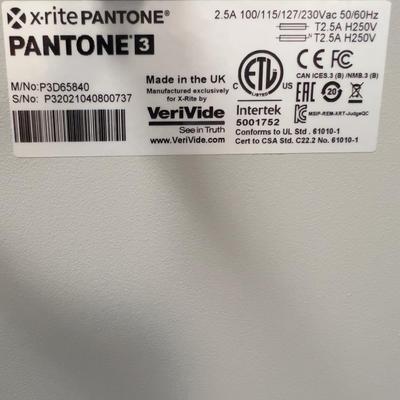 x-rite PANTONE®
PANTONE® 3
M/No: P3D65840
S/No: P32021040800737
Made in the UK
Manufactured exclusively
for X-Rite by
VeriVide
See in Truth
www.VeriVide.com
2.5A 100/115/127/230Vac 50/60Hz
T2.5A H250V
N T2.5A H250V
C ETL US
LISTED
Intertek
5001752
Conforms to UL Std. 61010-1
Cert to CSA Std. C22.2 No. 61010-1
FC CE
CAN ICES.3 (B) /NMB.3 (B)
EAC 20
MSIP-REM-XRT-JudgeQC